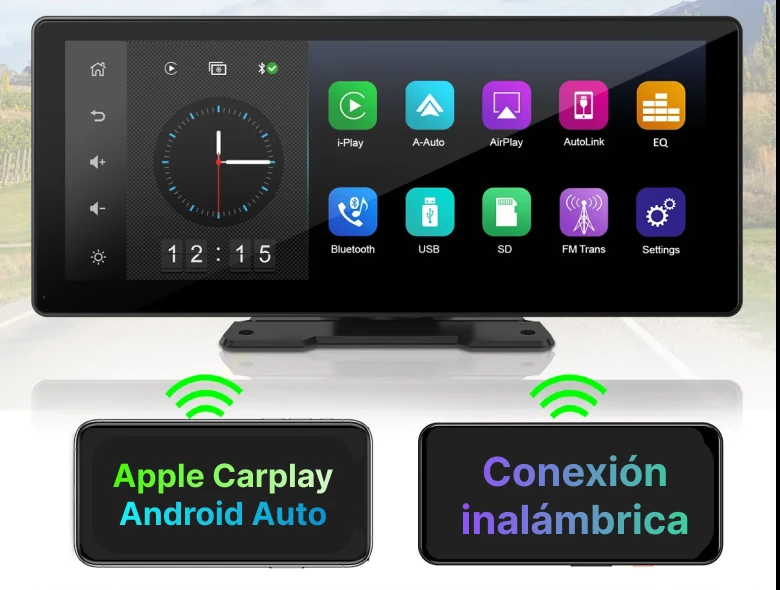 i-Play
A-Auto
AirPlay
AutoLink
EQ
Bluetooth
USB
SD
FM Trans
Settings
12:15
Apple Carplay
Android Auto
Conexión
inalámbrica